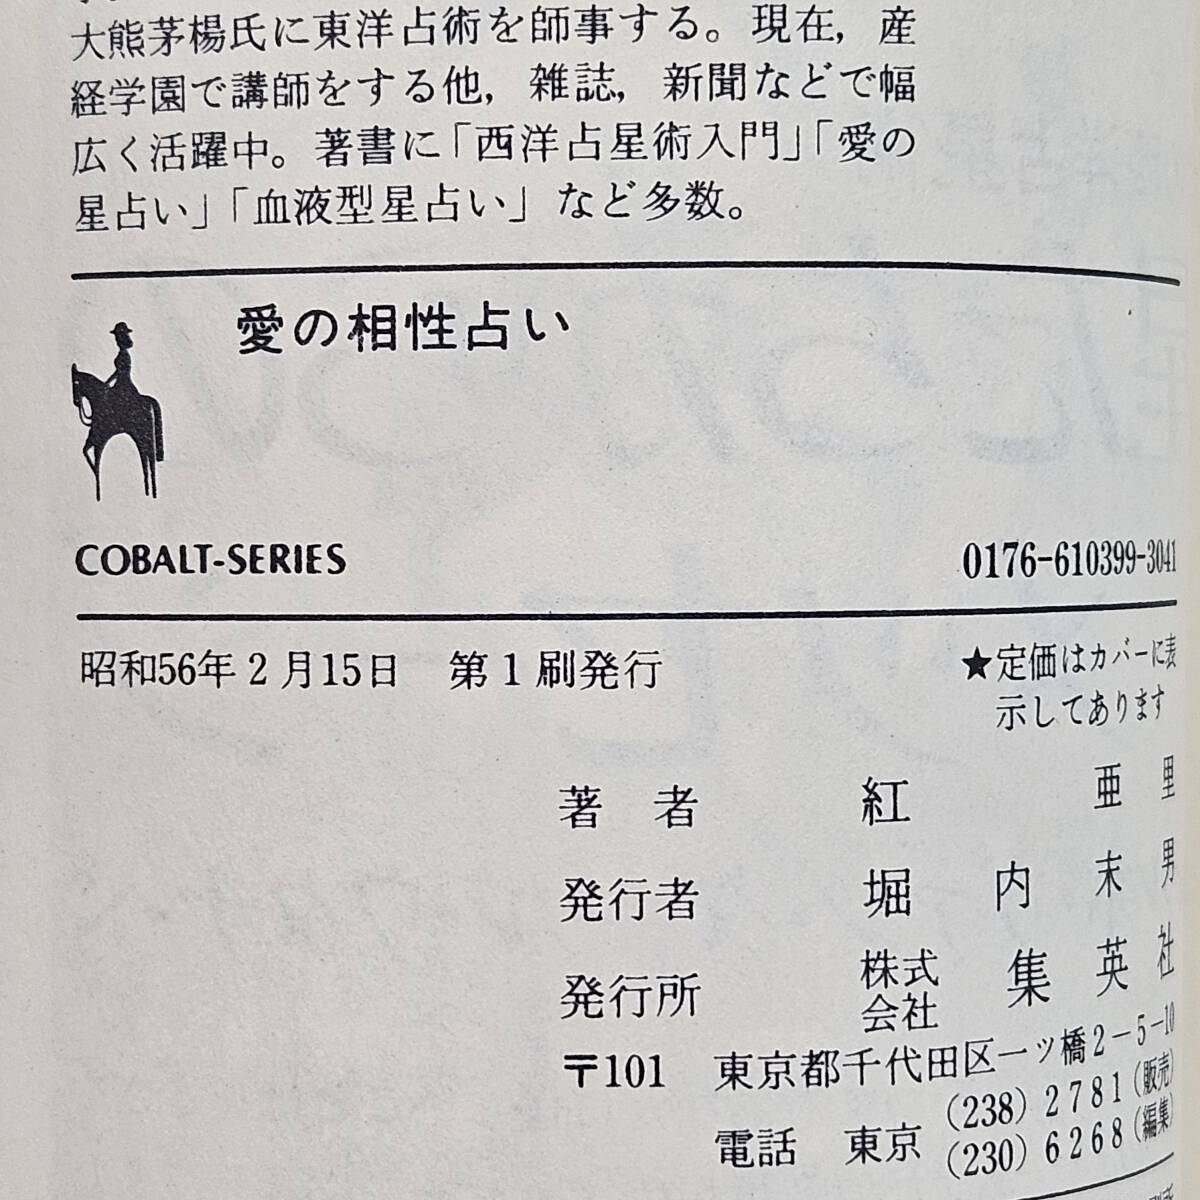 大熊茅楊氏に東洋占術を師事する。現在，産
経学園で講師をする他，雑誌，新聞などで幅
広く活躍中。著書に「西洋占星術入門」「愛の
星占い」「血液型星占い」など多数。
愛の相性占い
COBALT-SERIES
0176-610399-3041
昭和56年2月15日 第1刷発行
★定価はカバーに表
示してあります
著者 紅亜里
発行者 堀内末男
発行所 株式会社 集英社
〒101 東京都千代田区一ツ橋2-5-10
電話 東京 (238) 2781 (販売)
(230) 6268 (編集)